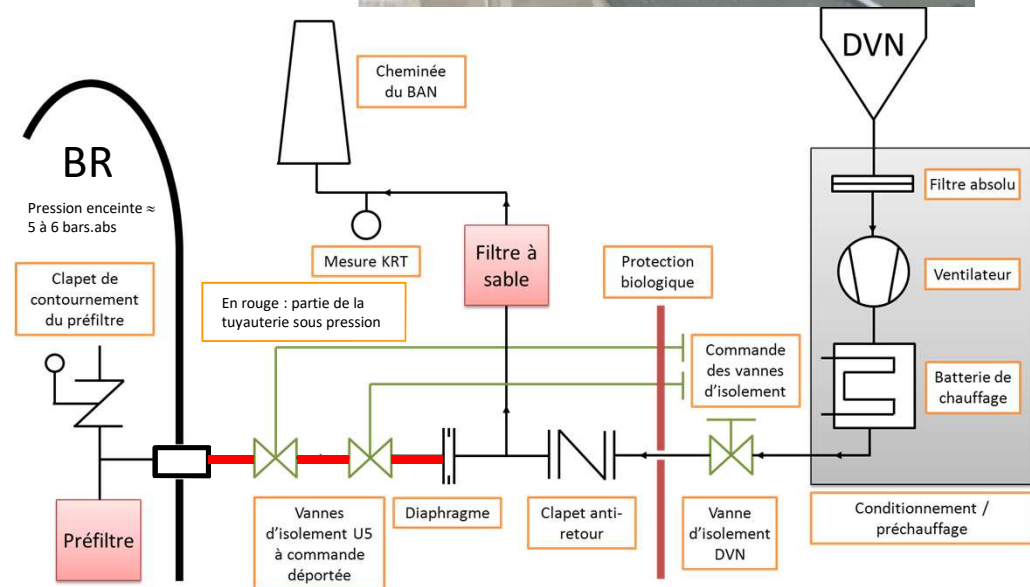 DVN
Cheminée
du BAN
BR
Pression enceinte ≈
5 à 6 bars.abs
Filtre absolu
Mesure KRT
Filtre à
sable
Protection
biologique
Ventilateur
Clapet de
contournement
du préfiltre
En rouge : partie de la
tuyauterie sous pression
Commande
des vannes
d'isolement
Batterie de
chauffage
Préfiltre
Vannes
d'isolement U5
à commande
déportée
Diaphragme
Clapet anti-
retour
Vanne
d'isolement
DVN
Conditionnement /
préchauffage